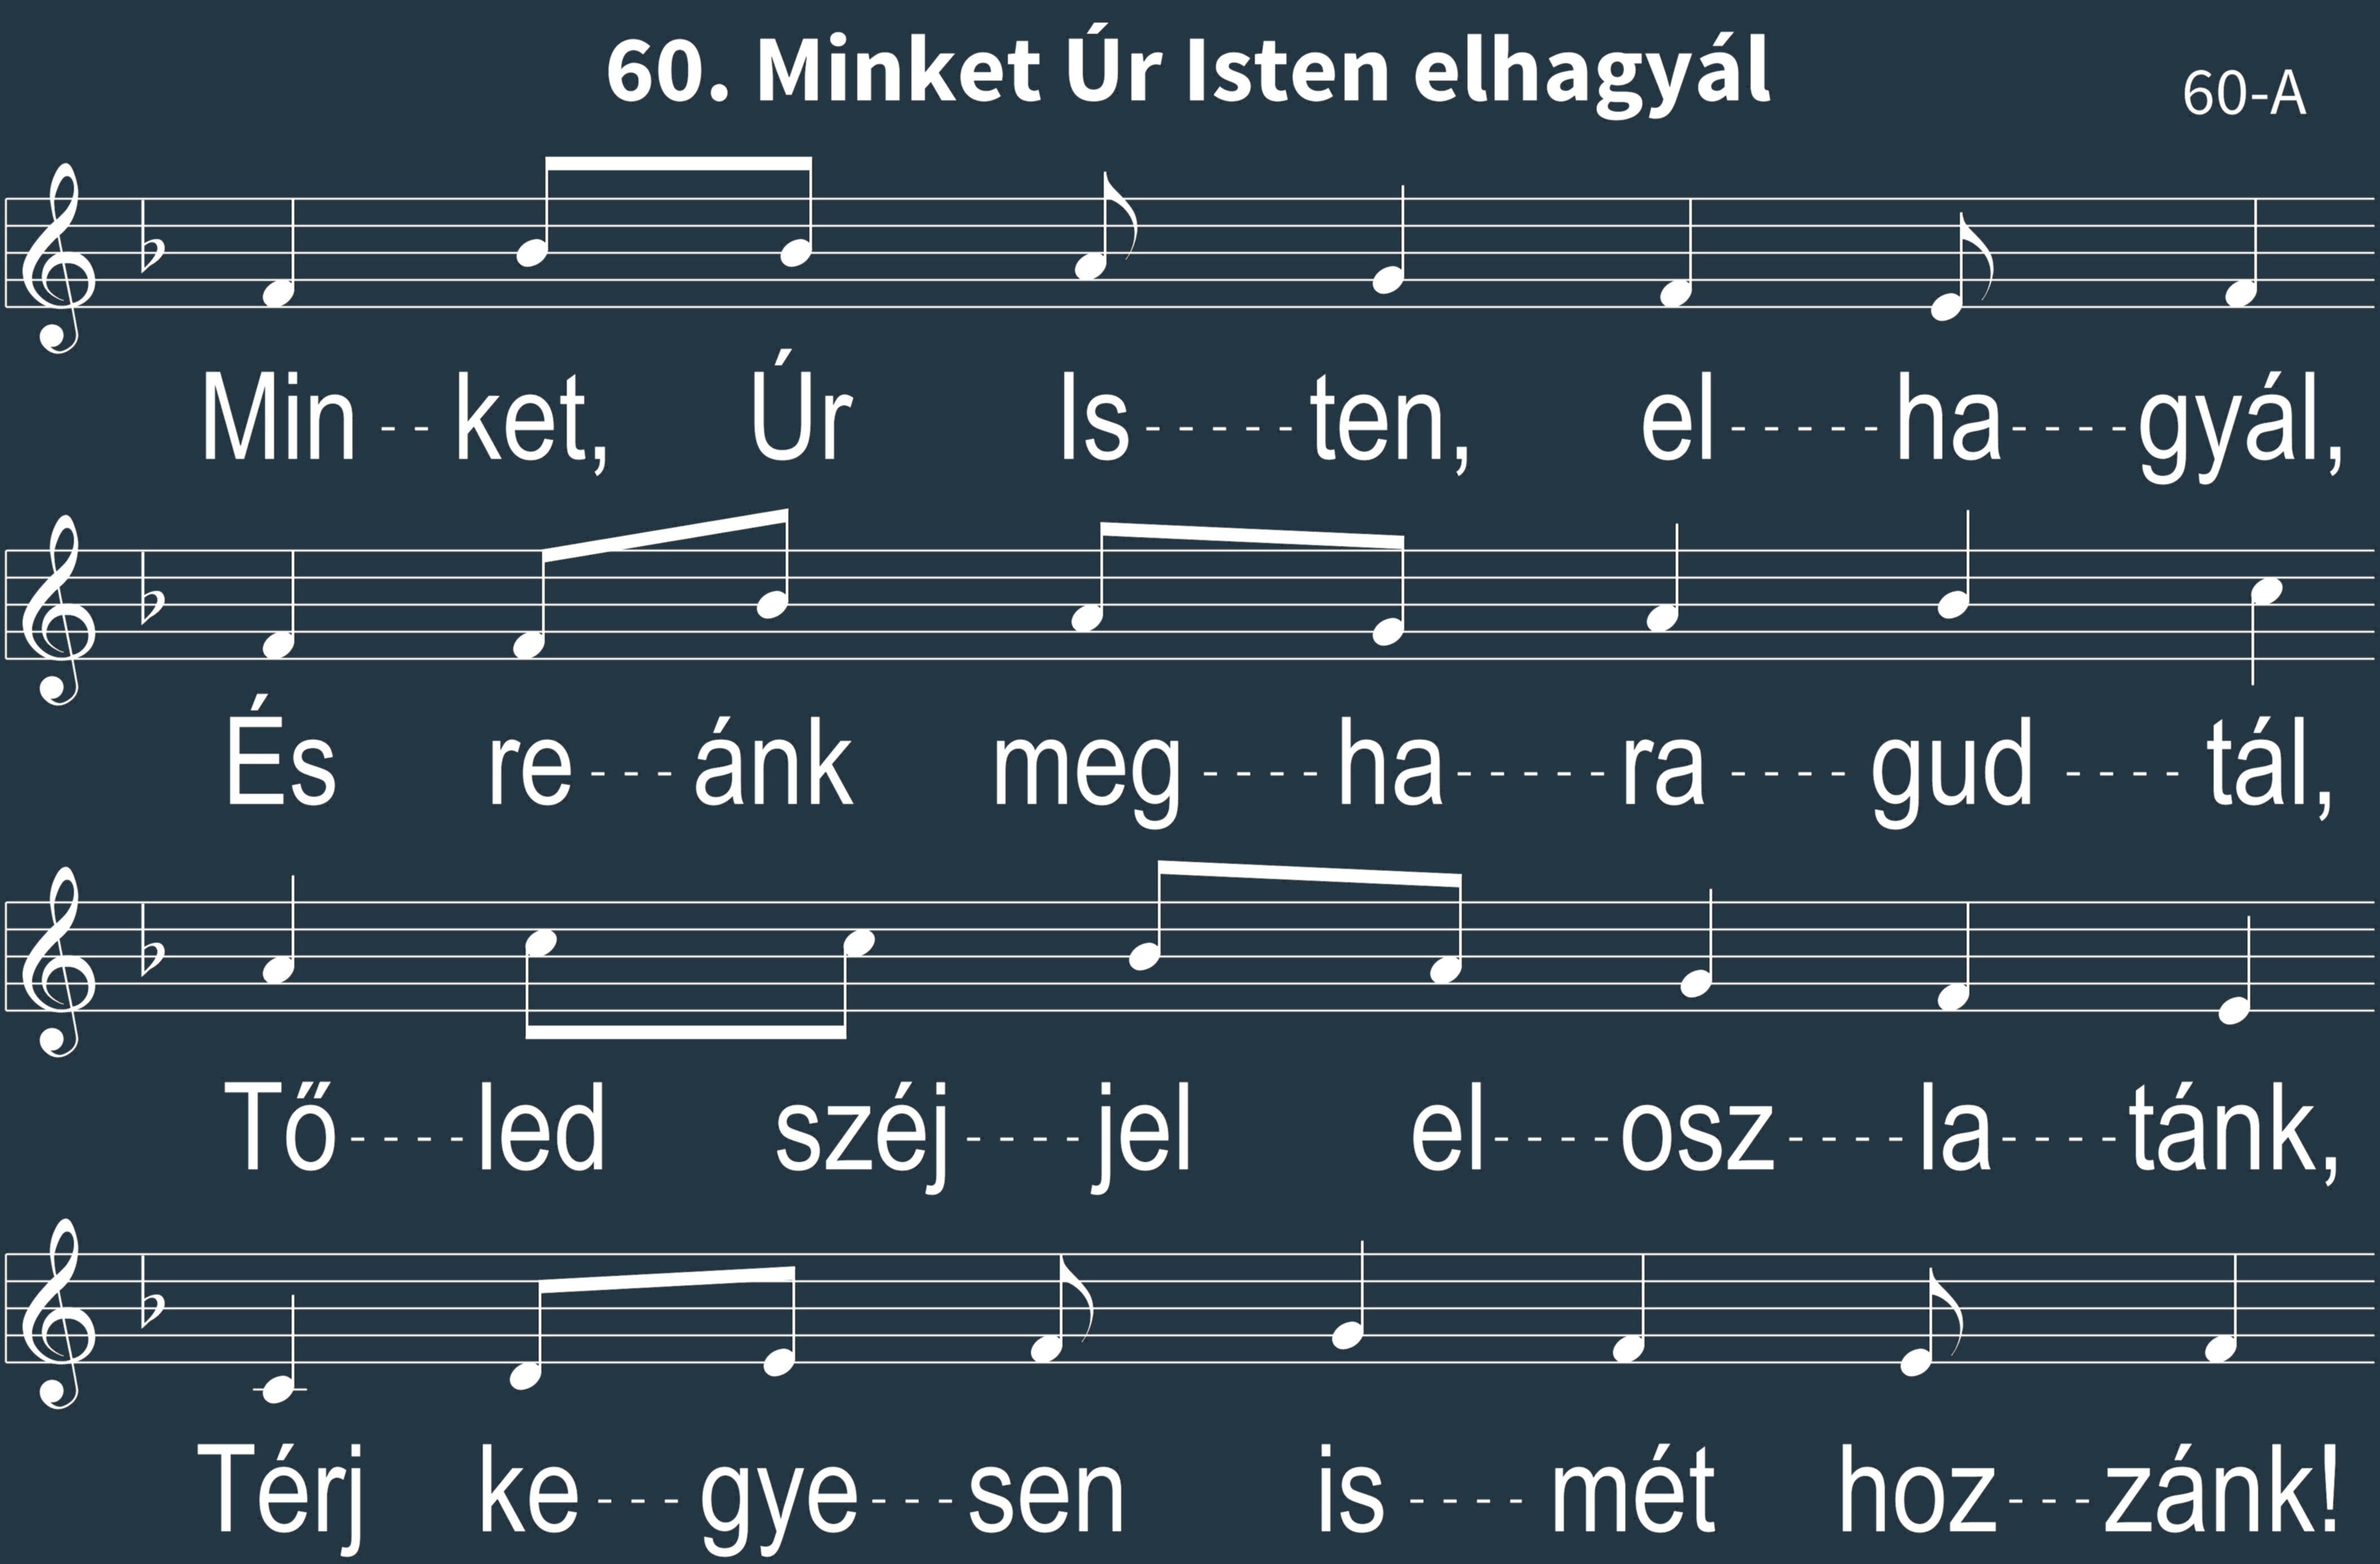 60. Minket Úr Isten elhagyál
60-A
Min--ket, Úr Is-----ten, el-----ha----gyál,
És re---ánk meg----ha-----ra----gud----tál,
Tő----led széj----jel el----osz----la----tánk,
Térj ke---gye---sen is----mét hoz---zánk!